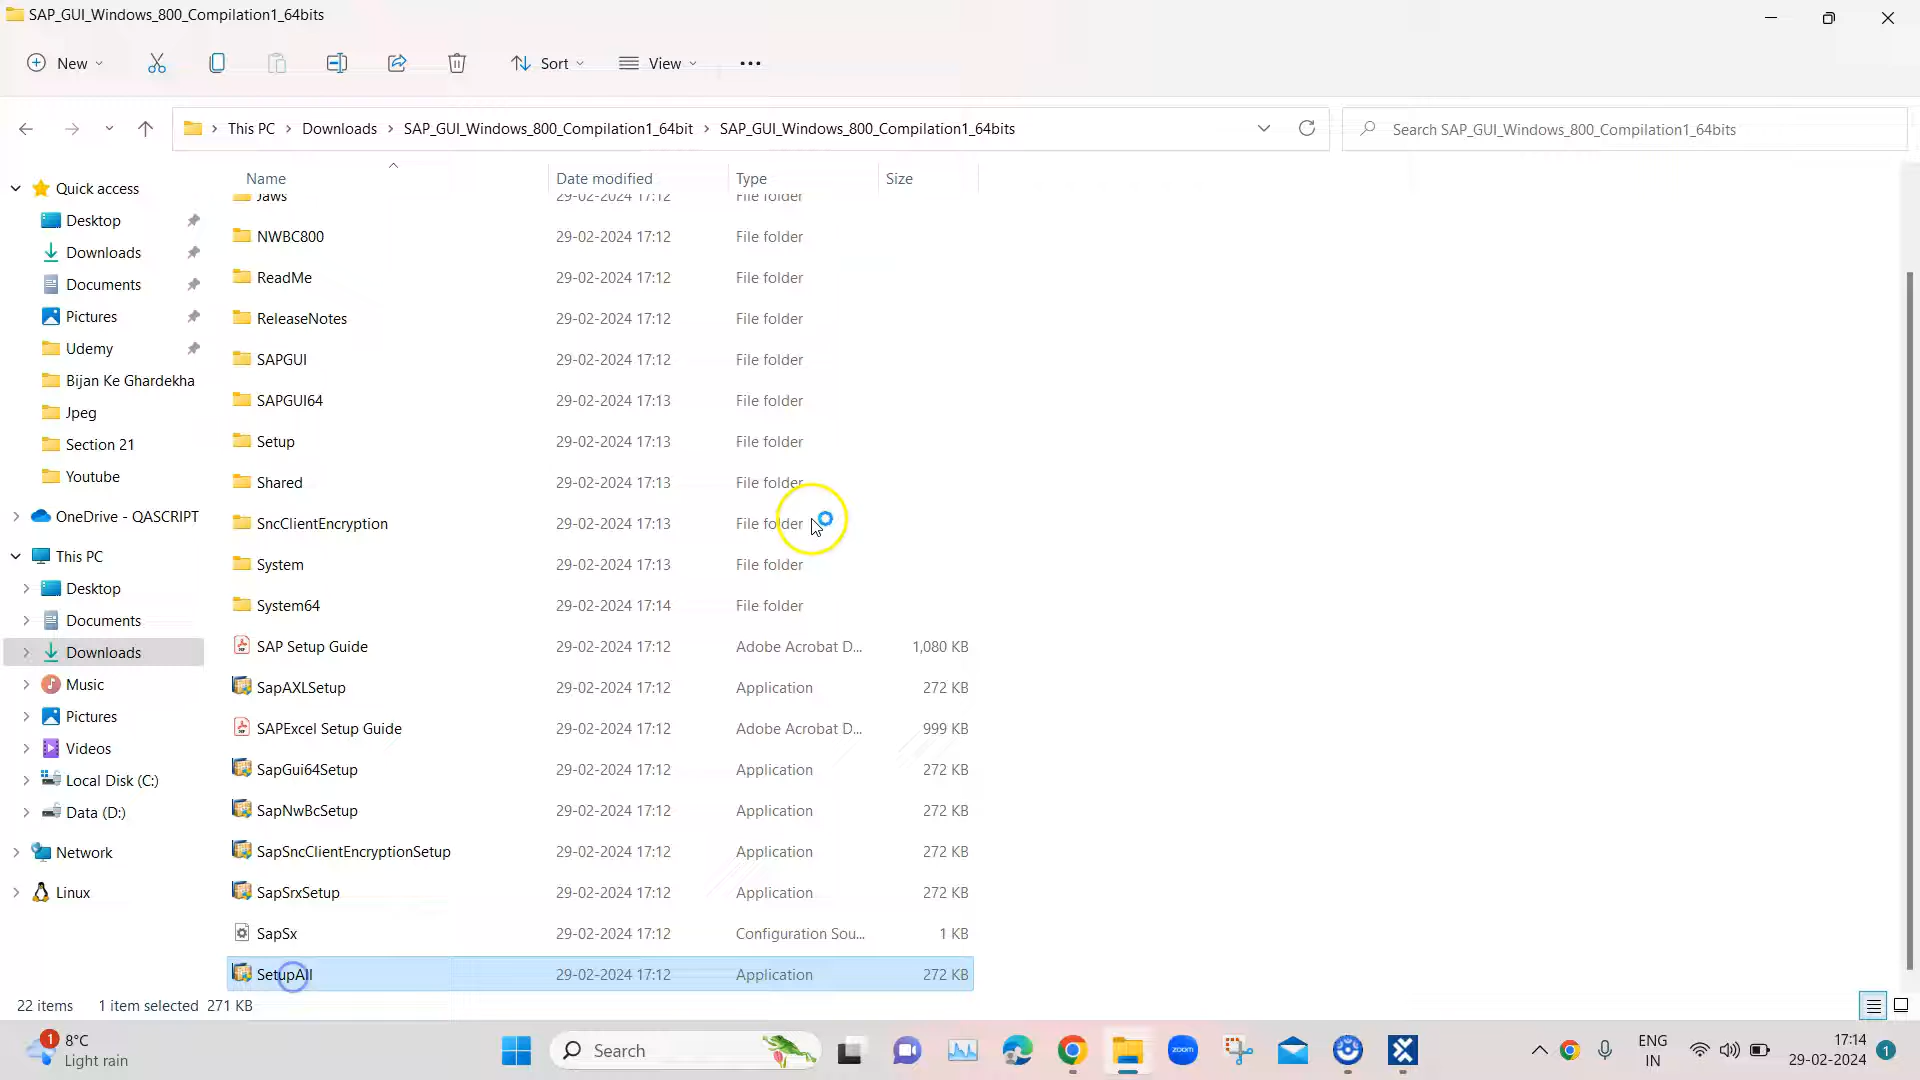 SAP_GUI_Windows_800_Compilation1_64bits
New
Sort
View
This PC
Downloads
SAP_GUI_Windows_800_Compilation1_64bit
SAP_GUI_Windows_800_Compilation1_64bits
Search SAP_GUI_Windows_800_Compilation1_64bits
Quick access
Desktop
Downloads
Documents
Pictures
Udemy
Bijan Ke Ghardekha
Jpeg
Section 21
Youtube
OneDrive - QASCRIPT
This PC
Desktop
Documents
Downloads
Music
Pictures
Videos
Local Disk (C:)
Data (D:)
Network
Linux
Name Date modified Type Size
Jaws 29-02-2024 17:12 File folder
NWBC800 29-02-2024 17:12 File folder
ReadMe 29-02-2024 17:12 File folder
ReleaseNotes 29-02-2024 17:12 File folder
SAPGUI 29-02-2024 17:12 File folder
SAPGUI64 29-02-2024 17:13 File folder
Setup 29-02-2024 17:13 File folder
Shared 29-02-2024 17:13 File folder
SncClientEncryption 29-02-2024 17:13 File folder
System 29-02-2024 17:13 File folder
System64 29-02-2024 17:14 File folder
SAP Setup Guide 29-02-2024 17:12 Adobe Acrobat D... 1,080 KB
SapAXLSetup 29-02-2024 17:12 Application 272 KB
SAPExcel Setup Guide 29-02-2024 17:12 Adobe Acrobat D... 999 KB
SapGui64Setup 29-02-2024 17:12 Application 272 KB
SapNwBcSetup 29-02-2024 17:12 Application 272 KB
SapSncClientEncryptionSetup 29-02-2024 17:12 Application 272 KB
SapSrxSetup 29-02-2024 17:12 Application 272 KB
SapSx 29-02-2024 17:12 Configuration Sou... 1 KB
SetupAll 29-02-2024 17:12 Application 272 KB
22 items 1 item selected 271 KB
1
8°C
Light rain
Search
zoom
ENG
IN
17:14
29-02-2024
1